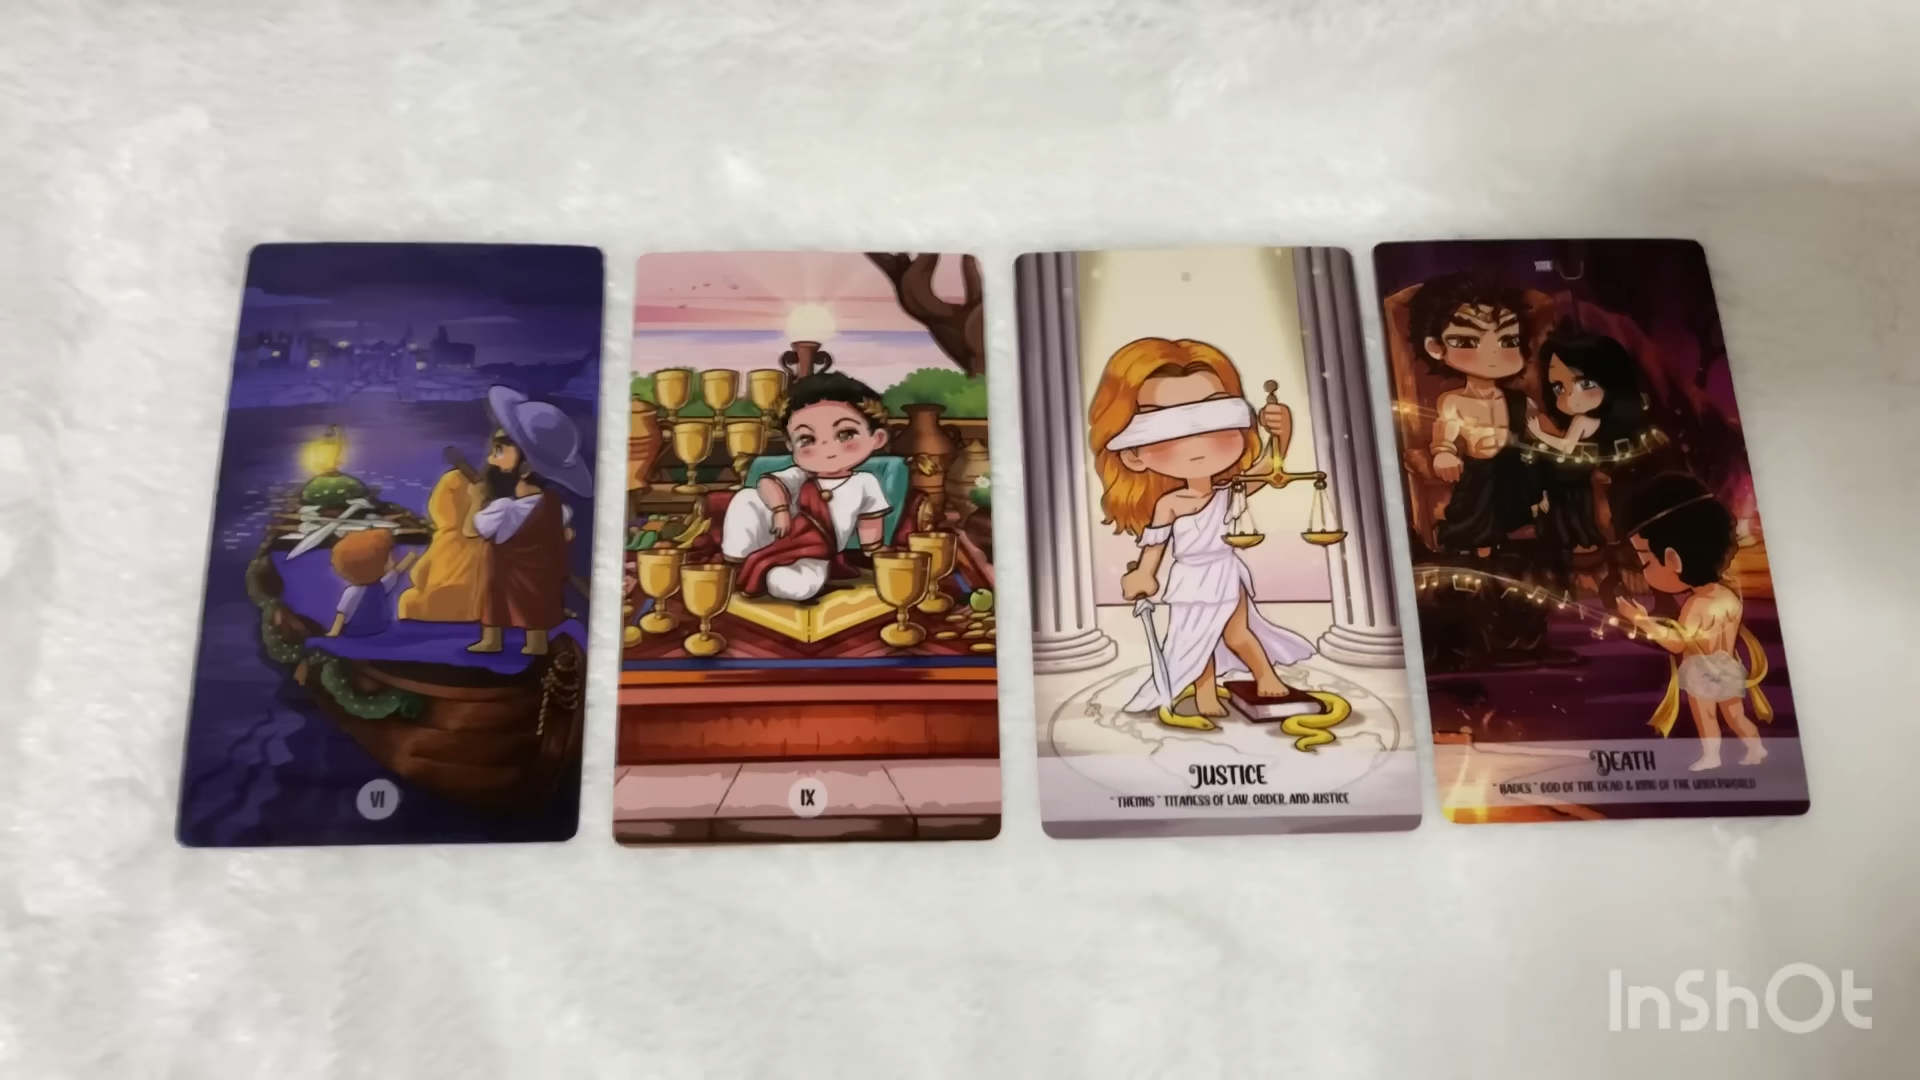 VI
IX
JUSTICE
" THEMIS " TITANESS OF LAW, ORDER, AND JUSTICE
DEATH
" HADES " GOD OF THE DEAD & KING OF THE UNDERWORLD
InShOt